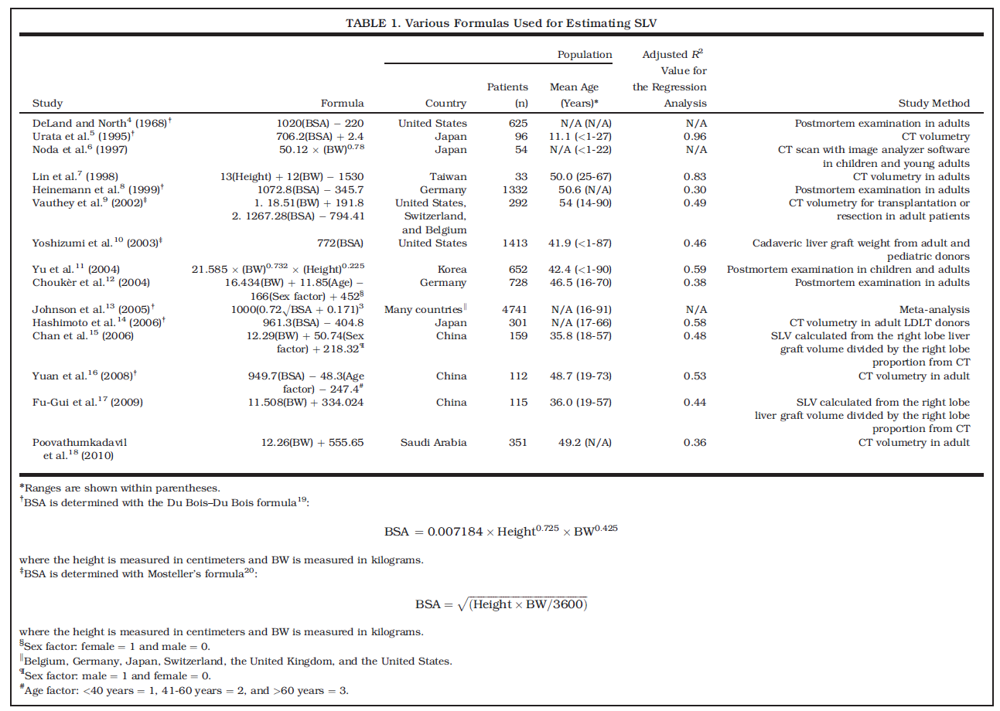 TABLE 1. Various Formulas Used for Estimating SLV
Population
Adjusted R²
Value for
the Regression
Analysis
Study Formula Country Patients (n) Mean Age (Years)* Study Method
DeLand and North⁴ (1968)† 1020(BSA) − 220 United States 625 N/A (N/A) N/A Postmortem examination in adults
Urata et al.⁵ (1995)† 706.2(BSA) + 2.4 Japan 96 11.1 (<1-27) 0.96 CT volumetry
Noda et al.⁶ (1997) 50.12 × (BW)⁰·⁷⁸ Japan 54 N/A (<1-22) N/A CT scan with image analyzer software
in children and young adults
Lin et al.⁷ (1998) 13(Height) + 12(BW) − 1530 Taiwan 33 50.0 (25-67) 0.83 CT volumetry in adults
Heinemann et al.⁸ (1999)† 1072.8(BSA) − 345.7 Germany 1332 50.6 (N/A) 0.30 Postmortem examination in adults
Vauthey et al.⁹ (2002)‡ 1. 18.51(BW) + 191.8 United States, 292 54 (14-90) 0.49 CT volumetry for transplantation or
2. 1267.28(BSA) − 794.41 Switzerland, resection in adult patients
and Belgium
Yoshizumi et al.¹⁰ (2003)‡ 772(BSA) United States 1413 41.9 (<1-87) 0.46 Cadaveric liver graft weight from adult and
pediatric donors
Yu et al.¹¹ (2004) 21.585 × (BW)⁰·⁷³² × (Height)⁰·²²⁵ Korea 652 42.4 (<1-90) 0.59 Postmortem examination in children and adults
Choukèr et al.¹² (2004) 16.434(BW) + 11.85(Age) − Germany 728 46.5 (16-70) 0.38 Postmortem examination in adults
166(Sex factor) + 452§
Johnson et al.¹³ (2005)† 1000(0.72√BSA + 0.171)³ Many countries‖ 4741 N/A (16-91) N/A Meta-analysis
Hashimoto et al.¹⁴ (2006)† 961.3(BSA) − 404.8 Japan 301 N/A (17-66) 0.58 CT volumetry in adult LDLT donors
Chan et al.¹⁵ (2006) 12.29(BW) + 50.74(Sex China 159 35.8 (18-57) 0.48 SLV calculated from the right lobe liver
factor) + 218.32¶ graft volume divided by the right lobe
proportion from CT
Yuan et al.¹⁶ (2008)† 949.7(BSA) − 48.3(Age China 112 48.7 (19-73) 0.53 CT volumetry in adult
factor) − 247.4#
Fu-Gui et al.¹⁷ (2009) 11.508(BW) + 334.024 China 115 36.0 (19-57) 0.44 SLV calculated from the right lobe
liver graft volume divided by the right lobe
proportion from CT
Poovathumkadavil 12.26(BW) + 555.65 Saudi Arabia 351 49.2 (N/A) 0.36 CT volumetry in adult
et al.¹⁸ (2010)
*Ranges are shown within parentheses.
†BSA is determined with the Du Bois–Du Bois formula¹⁹:
BSA = 0.007184 × Height⁰·⁷²⁵ × BW⁰·⁴²⁵
where the height is measured in centimeters and BW is measured in kilograms.
‡BSA is determined with Mosteller's formula²⁰:
BSA = √(Height × BW/3600)
where the height is measured in centimeters and BW is measured in kilograms.
§Sex factor: female = 1 and male = 0.
‖Belgium, Germany, Japan, Switzerland, the United Kingdom, and the United States.
¶Sex factor: male = 1 and female = 0.
#Age factor: <40 years = 1, 41-60 years = 2, and >60 years = 3.